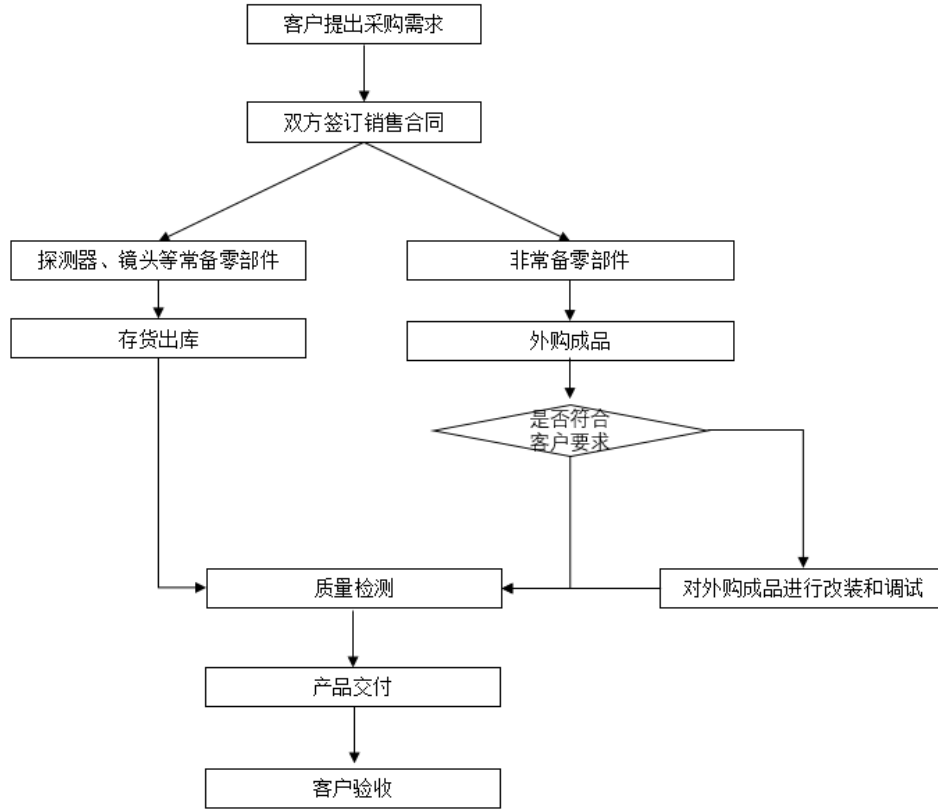 客户提出采购需求
双方签订销售合同
探测器、镜头等常备零部件
非常备零部件
存货出库
外购成品
是否符合
客户要求
质量检测
对外购成品进行改装和调试
产品交付
客户验收